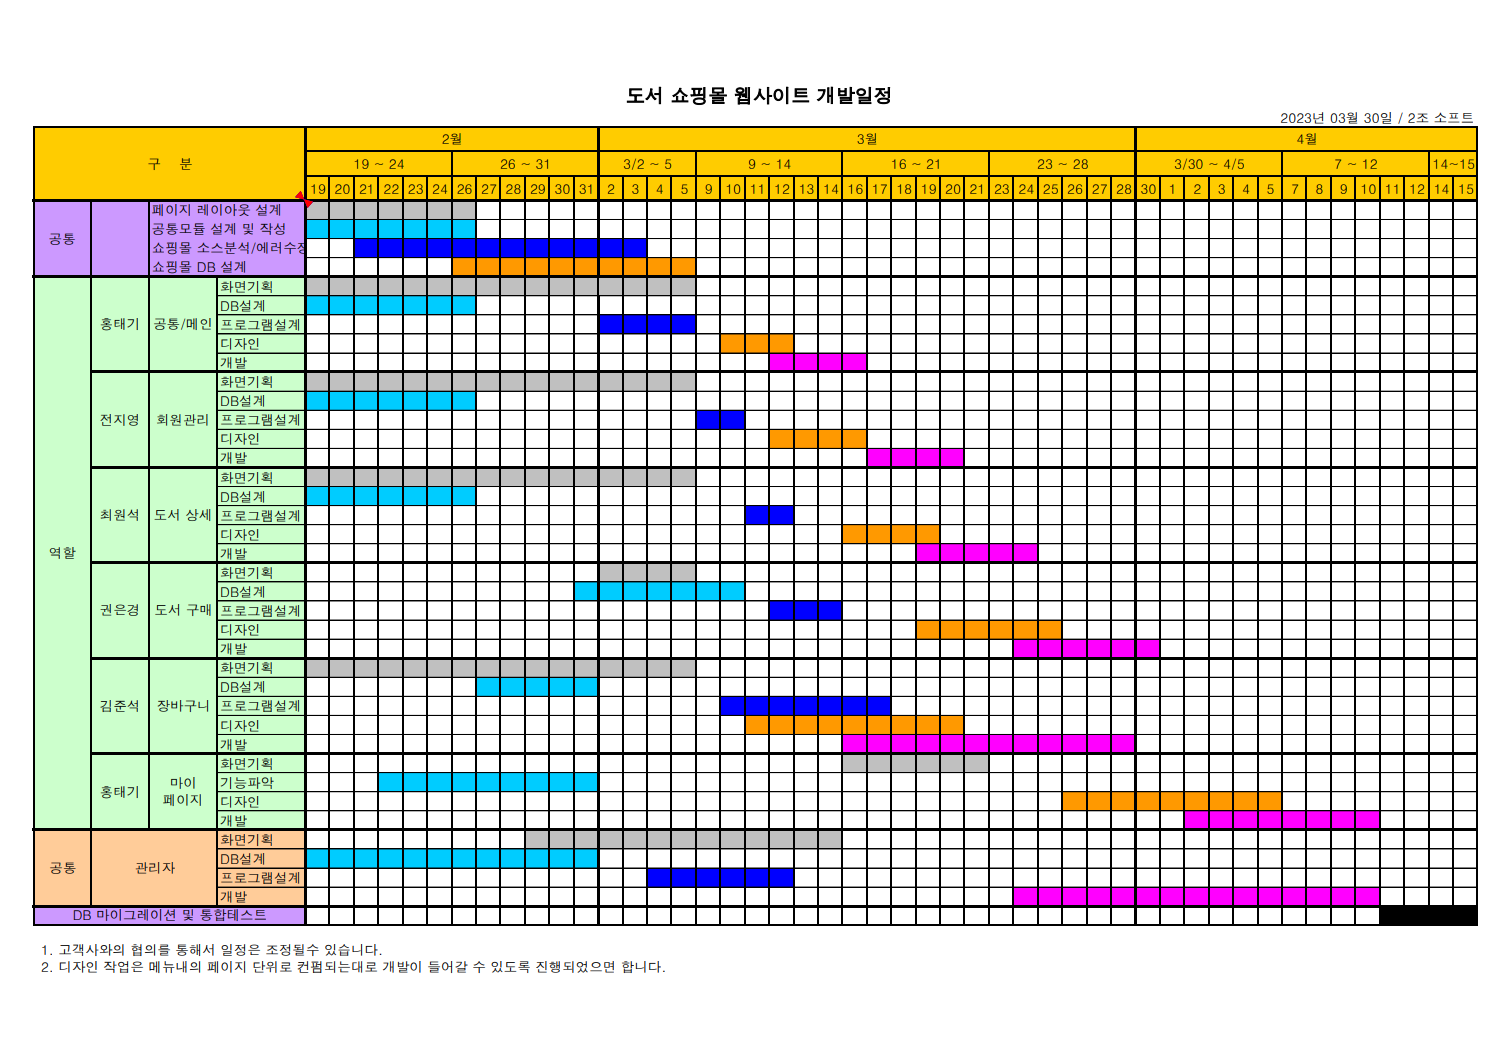 도서 쇼핑몰 웹사이트 개발일정
2023년 03월 30일 / 2조 소프트
구 분
2월 3월 4월
19 ~ 24 26 ~ 31 3/2 ~ 5 9 ~ 14 16 ~ 21 23 ~ 28 3/30 ~ 4/5 7 ~ 12 14~15
19 20 21 22 23 24 26 27 28 29 30 31 2 3 4 5 9 10 11 12 13 14 16 17 18 19 20 21 23 24 25 26 27 28 30 1 2 3 4 5 7 8 9 10 11 12 14 15
공통
페이지 레이아웃 설계
공통모듈 설계 및 작성
쇼핑몰 소스분석/에러수정
쇼핑몰 DB 설계
역할
홍태기 공통/메인
화면기획
DB설계
프로그램설계
디자인
개발
전지영 회원관리
화면기획
DB설계
프로그램설계
디자인
개발
최원석 도서 상세
화면기획
DB설계
프로그램설계
디자인
개발
권은경 도서 구매
화면기획
DB설계
프로그램설계
디자인
개발
김준석 장바구니
화면기획
DB설계
프로그램설계
디자인
개발
홍태기
마이
페이지
화면기획
기능파악
디자인
개발
공통 관리자
화면기획
DB설계
프로그램설계
개발
DB 마이그레이션 및 통합테스트
1. 고객사와의 협의를 통해서 일정은 조정될수 있습니다.
2. 디자인 작업은 메뉴내의 페이지 단위로 컨펌되는대로 개발이 들어갈 수 있도록 진행되었으면 합니다.